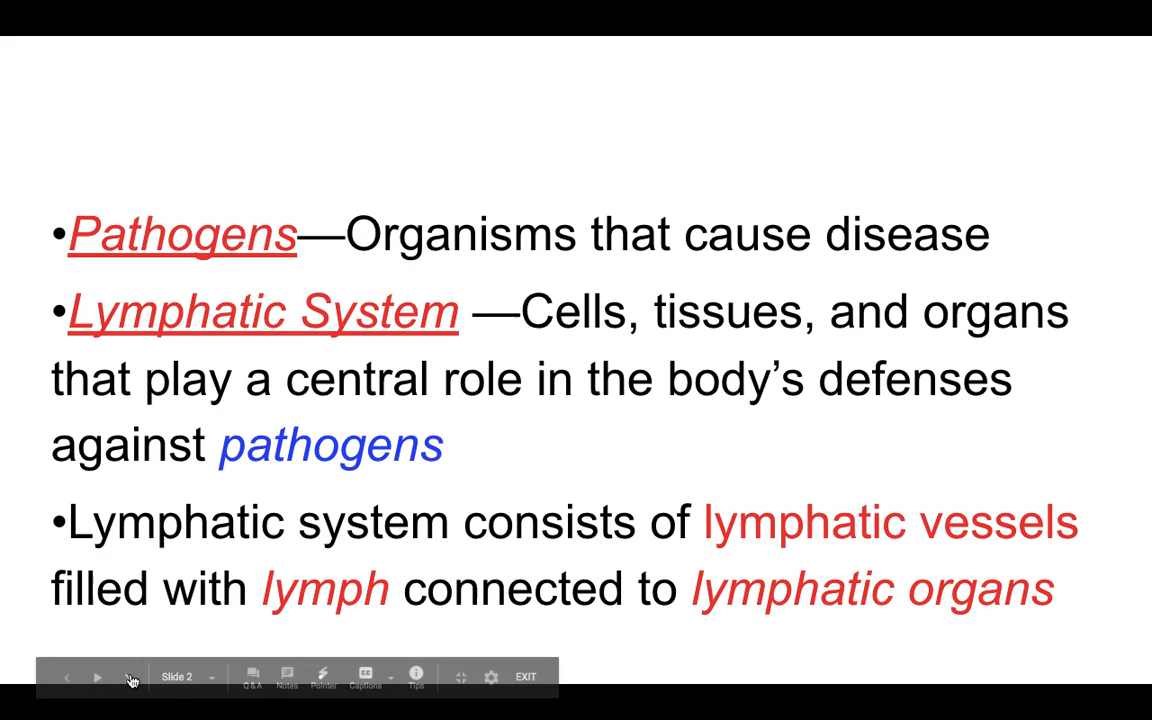 •Pathogens—Organisms that cause disease
•Lymphatic System —Cells, tissues, and organs
that play a central role in the body’s defenses
against pathogens
•Lymphatic system consists of lymphatic vessels
filled with lymph connected to lymphatic organs
Slide 2
Q&A
Notes
Pointer
Captions
Tips
EXIT